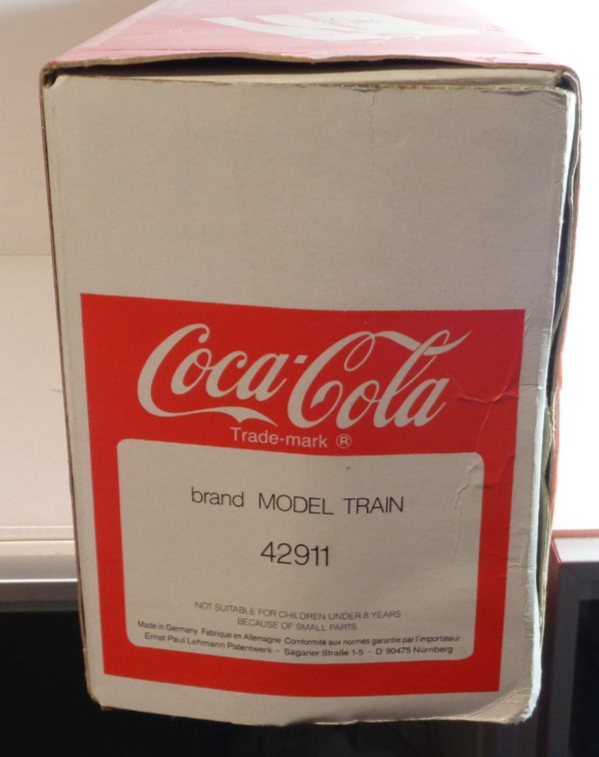 Coca-Cola
Trade-mark ®
brand MODEL TRAIN
42911
NOT SUITABLE FOR CHILDREN UNDER 8 YEARS
BECAUSE OF SMALL PARTS.
Made in Germany. Fabriqué en Allemagne. Conformité aux normes garantie par l'importateur
Ernst Paul Lehmann Patentwerk · Saganer Straße 1-5 · D 90475 Nürnberg